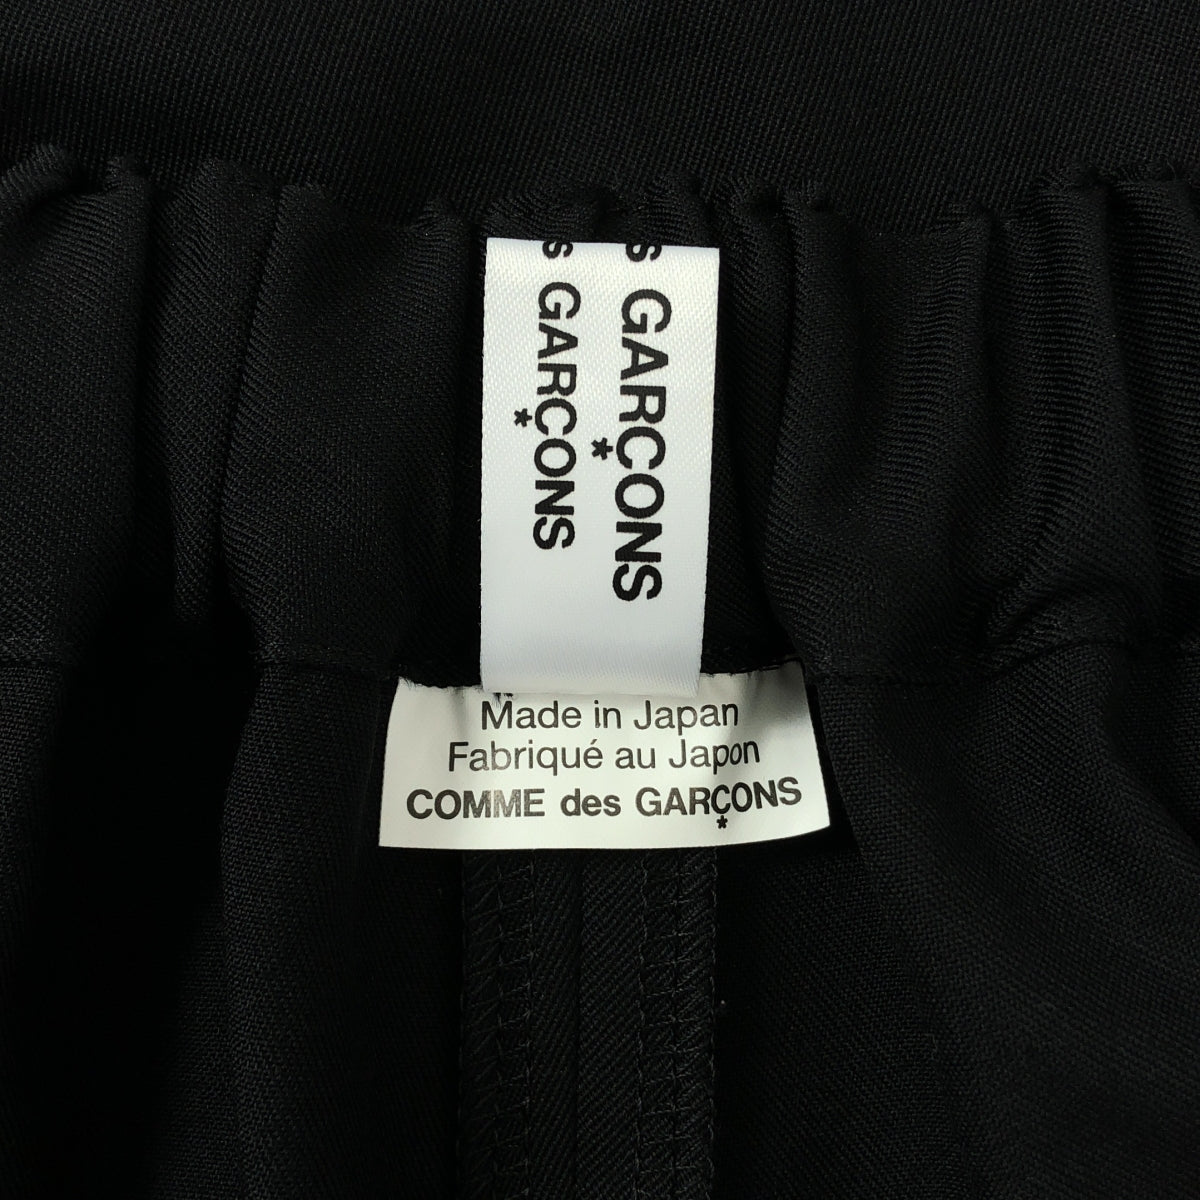 s GARÇONS
s GARÇONS
Made in Japan
Fabriqué au Japon
COMME des GARÇONS
*